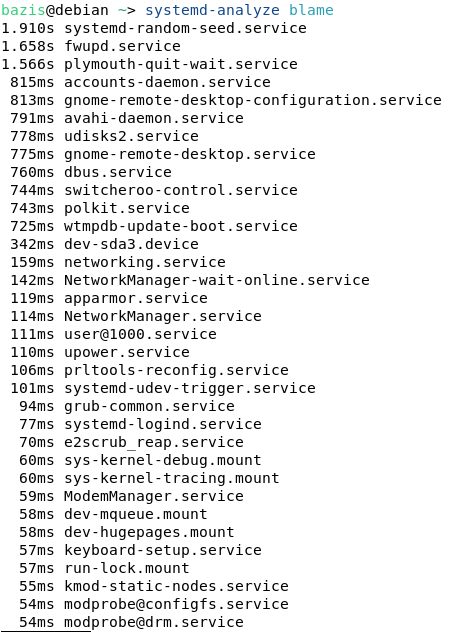 bazis@debian ~> systemd-analyze blame
1.910s systemd-random-seed.service
1.658s fwupd.service
1.566s plymouth-quit-wait.service
815ms accounts-daemon.service
813ms gnome-remote-desktop-configuration.service
791ms avahi-daemon.service
778ms udisks2.service
775ms gnome-remote-desktop.service
760ms dbus.service
744ms switcheroo-control.service
743ms polkit.service
725ms wtmpdb-update-boot.service
342ms dev-sda3.device
159ms networking.service
142ms NetworkManager-wait-online.service
119ms apparmor.service
114ms NetworkManager.service
111ms user@1000.service
110ms upower.service
106ms prltools-reconfig.service
101ms systemd-udev-trigger.service
94ms grub-common.service
77ms systemd-logind.service
70ms e2scrub_reap.service
60ms sys-kernel-debug.mount
60ms sys-kernel-tracing.mount
59ms ModemManager.service
58ms dev-mqueue.mount
58ms dev-hugepages.mount
57ms keyboard-setup.service
57ms run-lock.mount
55ms kmod-static-nodes.service
54ms modprobe@configfs.service
54ms modprobe@drm.service